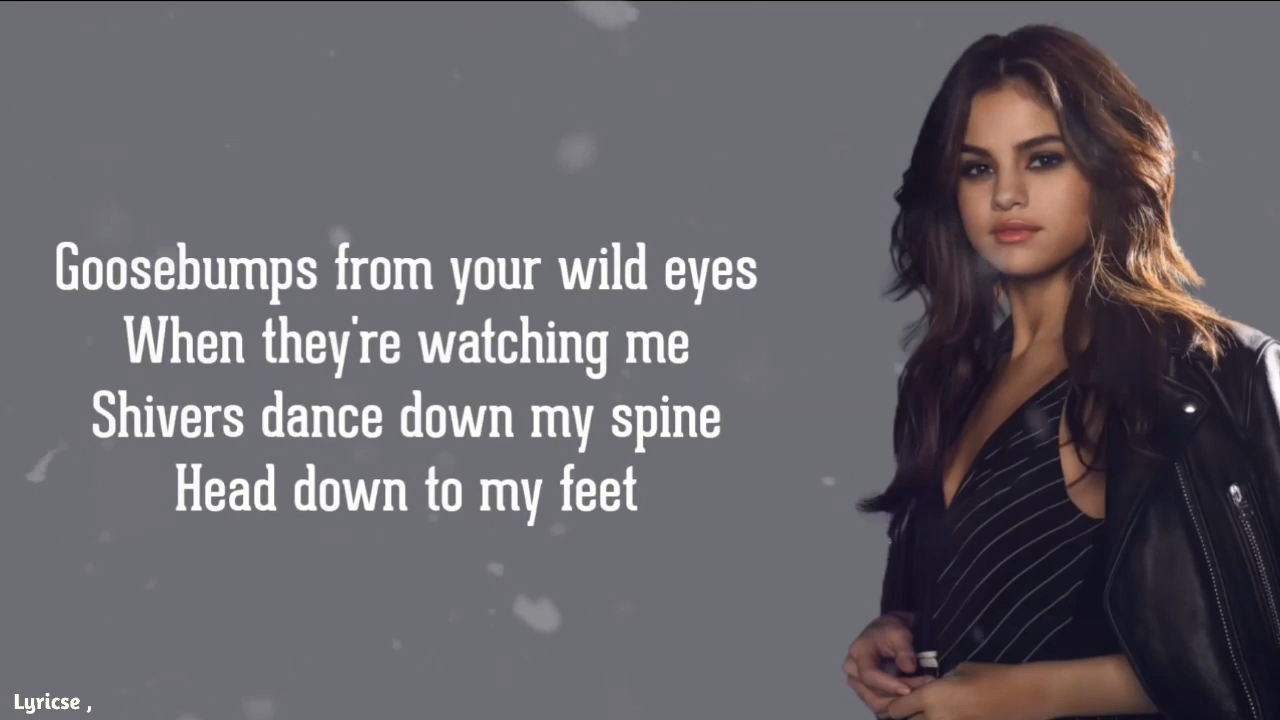 Goosebumps from your wild eyes
When they're watching me
Shivers dance down my spine
Head down to my feet
Lyricse ,